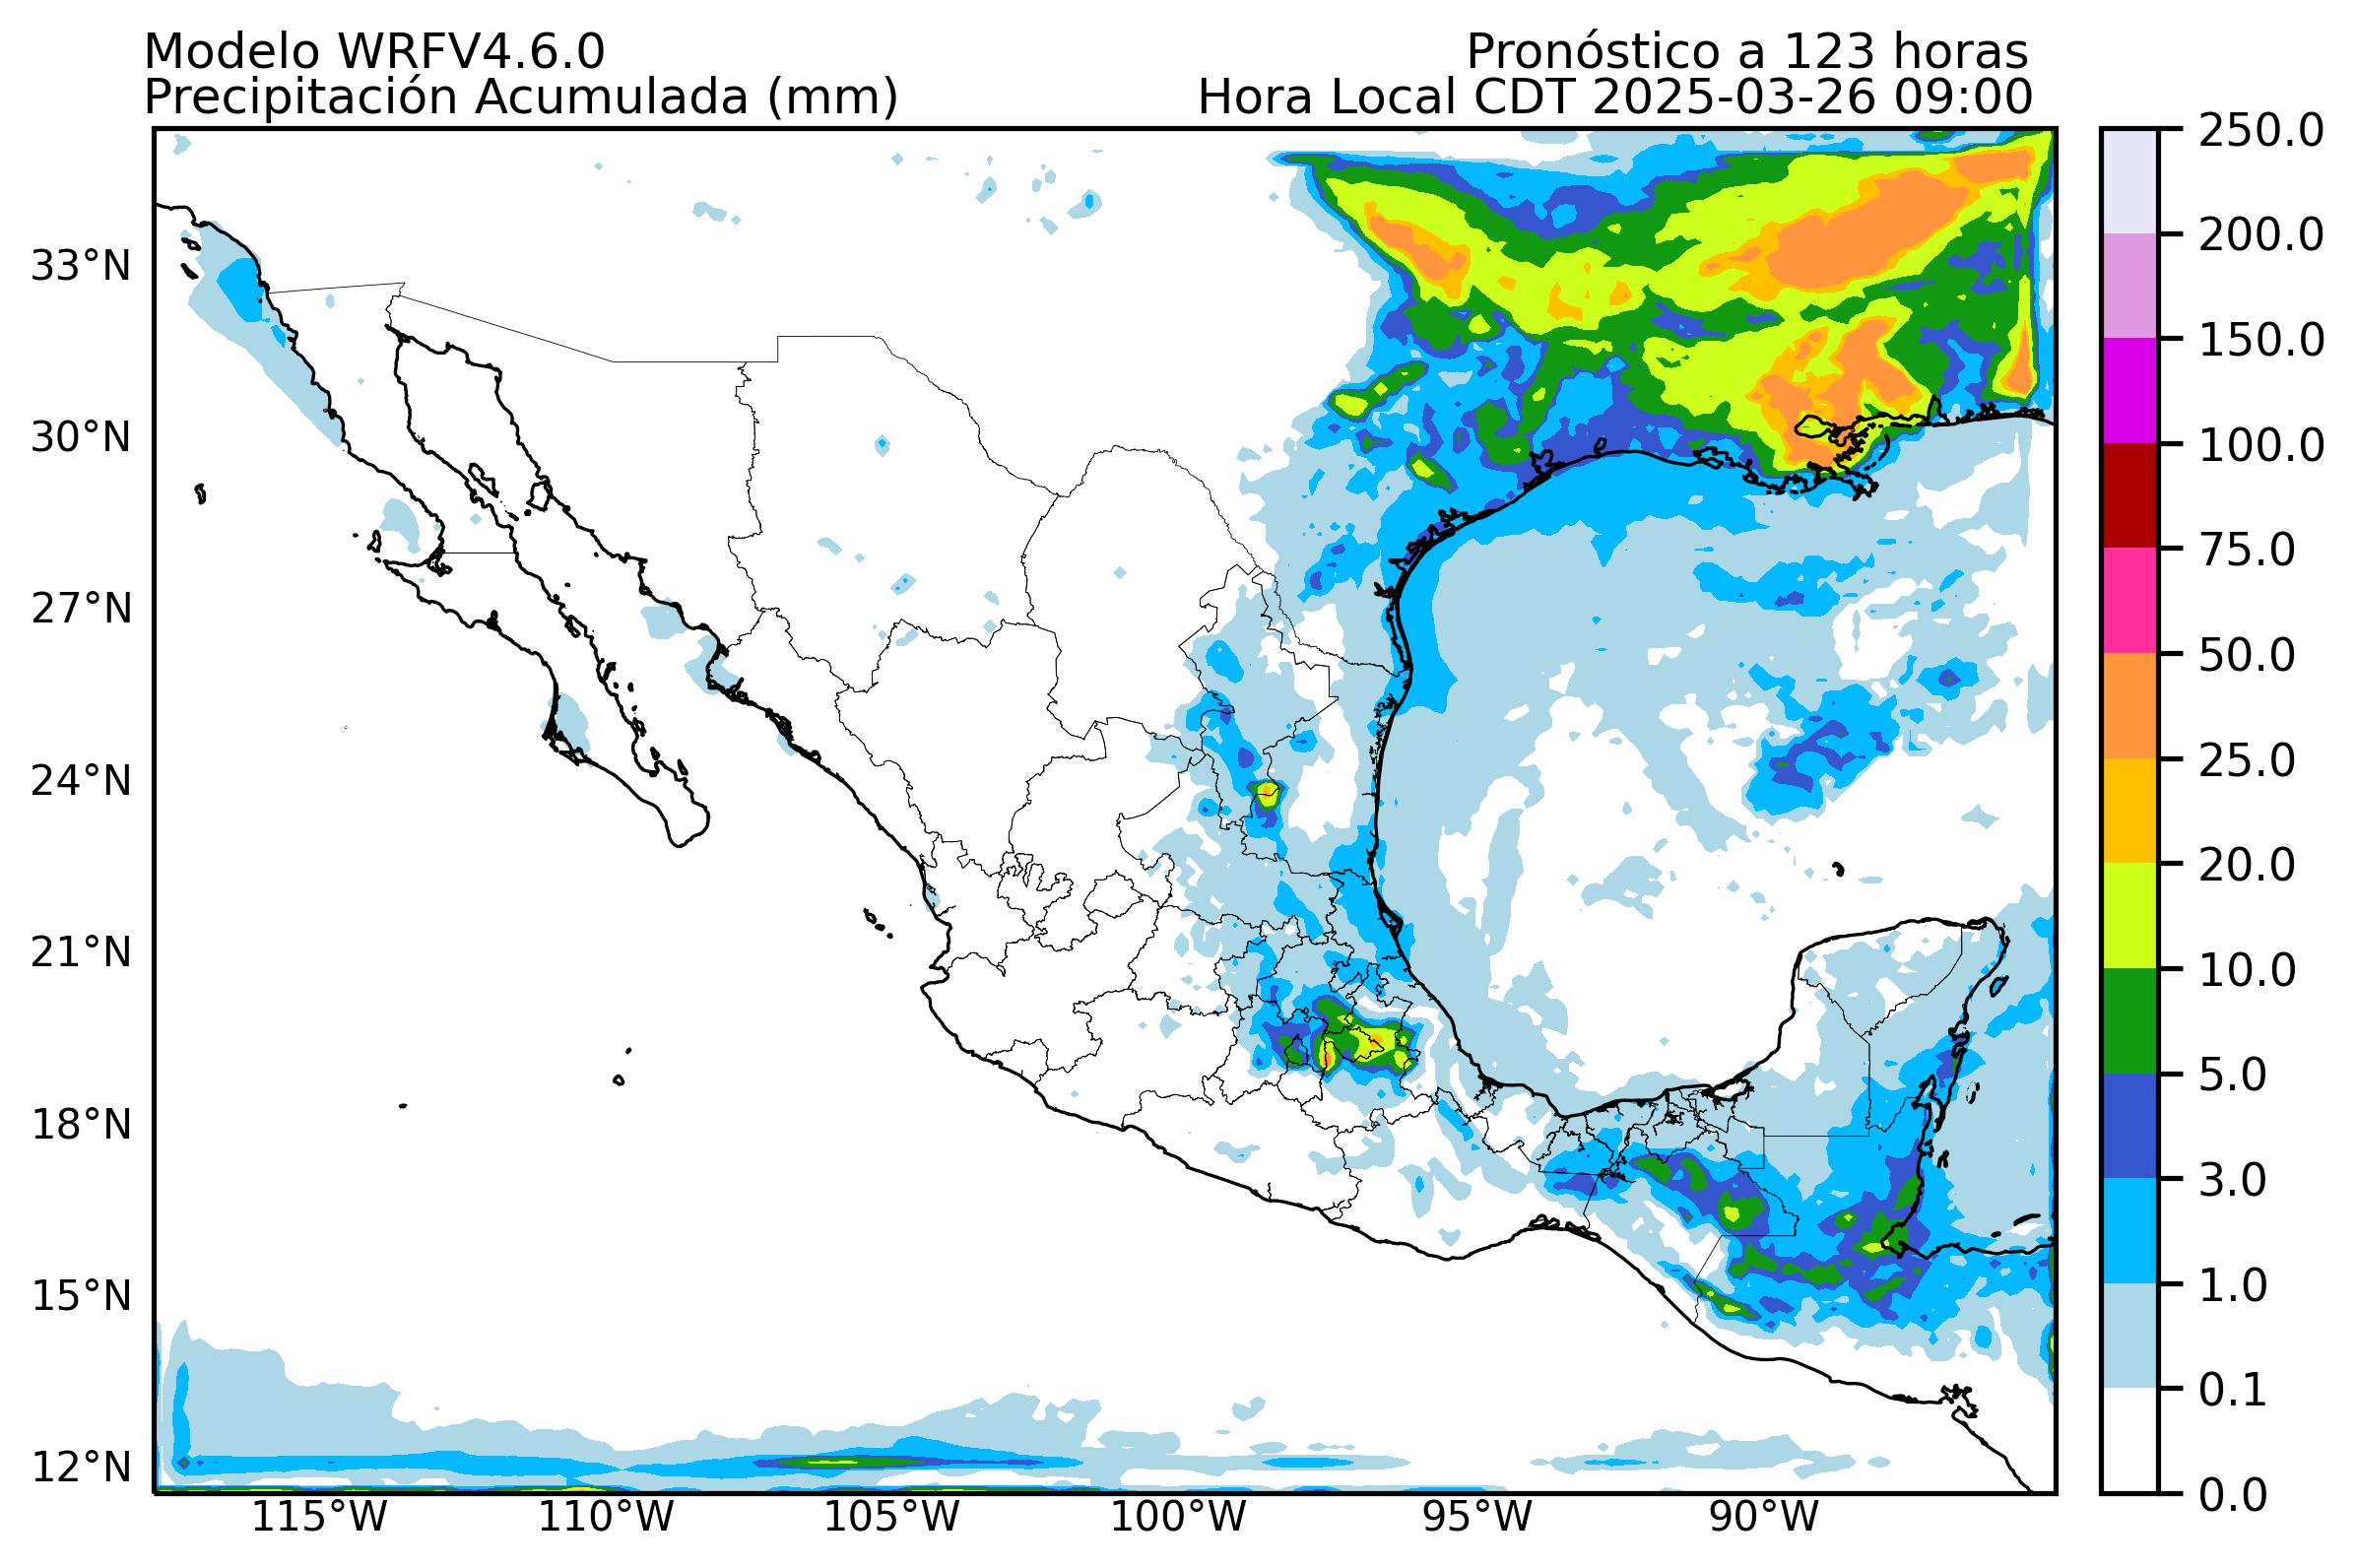 Modelo WRFV4.6.0
Pronóstico a 123 horas
Precipitación Acumulada (mm)
Hora Local CDT 2025-03-26 09:00
33°N
30°N
27°N
24°N
21°N
18°N
15°N
12°N
115°W
110°W
105°W
100°W
95°W
90°W
250.0
200.0
150.0
100.0
75.0
50.0
25.0
20.0
10.0
5.0
3.0
1.0
0.1
0.0